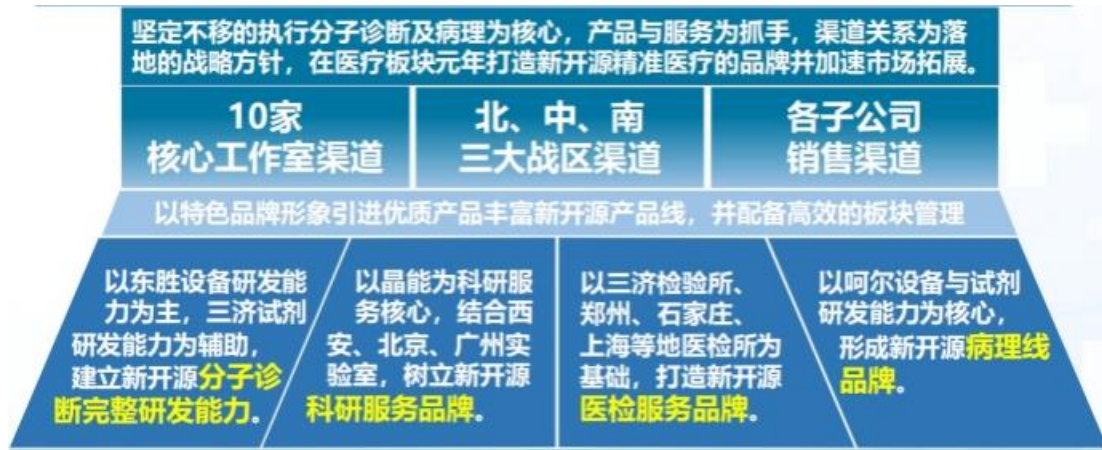 坚定不移的执行分子诊断及病理为核心，产品与服务为抓手，渠道关系为落
地的战略方针，在医疗板块元年打造新开源精准医疗的品牌并加速市场拓展。
10家
核心工作室渠道
北、中、南
三大战区渠道
各子公司
销售渠道
以特色品牌形象引进优质产品丰富新开源产品线，并配备高效的板块管理
以东胜设备研发能
力为主，三济试剂
研发能力为辅助，
建立新开源分子诊
断完整研发能力。
以晶能为科研服
务核心，结合西
安、北京、广州实
验室，树立新开源
科研服务品牌。
以三济检验所、
郑州、石家庄、
上海等地医检所为
基础，打造新开源
医检服务品牌。
以呵尔设备与试剂
研发能力为核心，
形成新开源病理线
品牌。